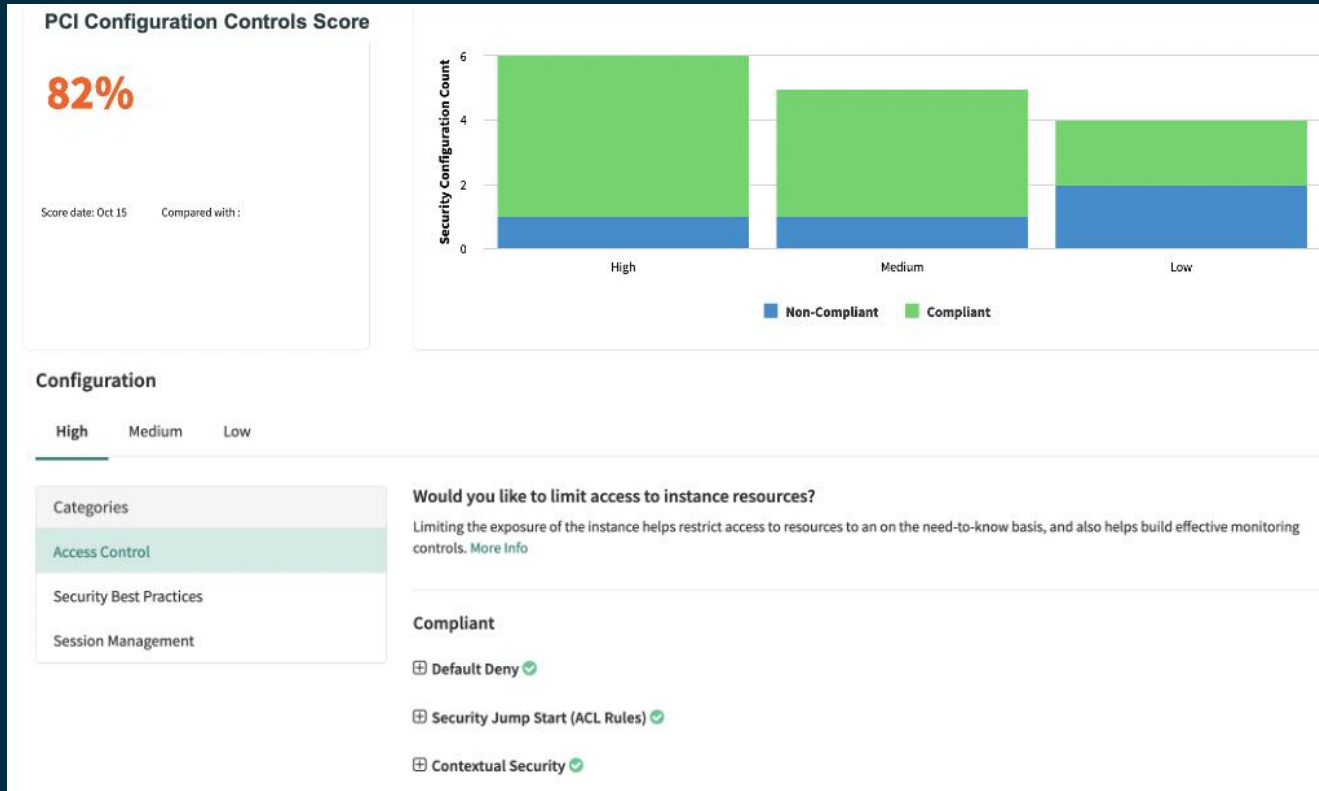 PCI Configuration Controls Score
82%
Score date: Oct 15 Compared with :
Security Configuration Count
6
4
2
0
High Medium Low
Non-Compliant Compliant
Configuration
High Medium Low
Categories
Access Control
Security Best Practices
Session Management
Would you like to limit access to instance resources?
Limiting the exposure of the instance helps restrict access to resources to an on the need-to-know basis, and also helps build effective monitoring
controls. More Info
Compliant
Default Deny
Security Jump Start (ACL Rules)
Contextual Security